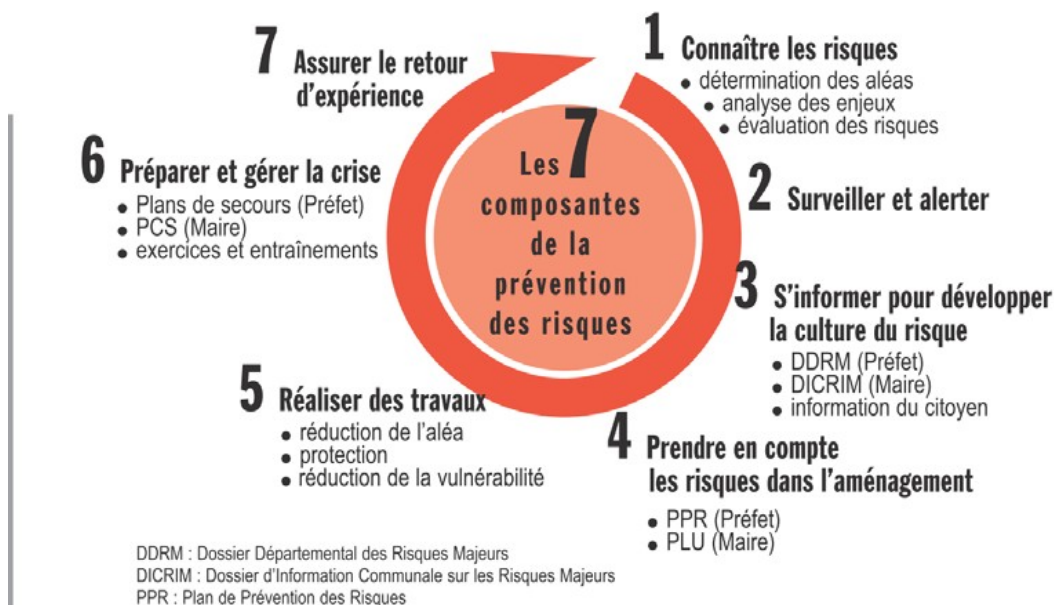 1 Connaître les risques
• détermination des aléas
• analyse des enjeux
• évaluation des risques
2 Surveiller et alerter
3 S'informer pour développer
la culture du risque
• DDRM (Préfet)
• DICRIM (Maire)
• information du citoyen
4 Prendre en compte
les risques dans l'aménagement
• PPR (Préfet)
• PLU (Maire)
5 Réaliser des travaux
• réduction de l'aléa
• protection
• réduction de la vulnérabilité
6 Préparer et gérer la crise
• Plans de secours (Préfet)
• PCS (Maire)
• exercices et entraînements
7 Assurer le retour
d'expérience
Les 7
composantes
de la
prévention
des risques
DDRM : Dossier Départemental des Risques Majeurs
DICRIM : Dossier d'Information Communale sur les Risques Majeurs
PPR : Plan de Prévention des Risques